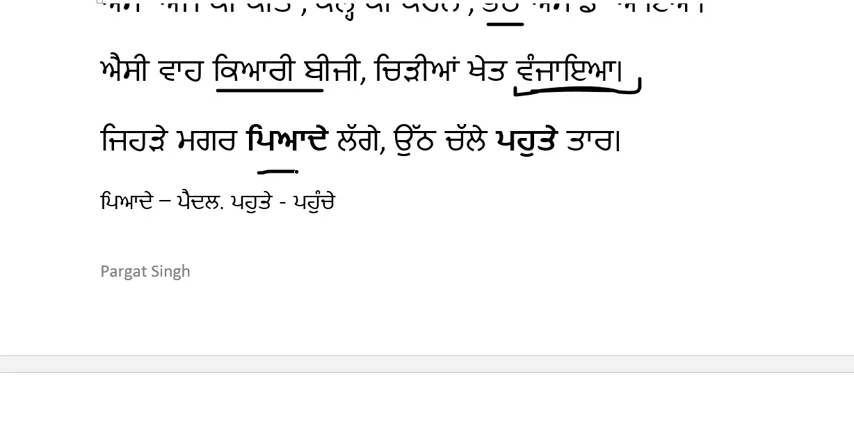 ਐਸੀ ਵਾਹ ਕਿਆਰੀ ਬੀਜੀ, ਚਿੜੀਆਂ ਖੇਤ ਵੰਜਾਇਆ।
ਜਿਹੜੇ ਮਗਰ ਪਿਆਦੇ ਲੱਗੇ, ਉੱਠ ਚੱਲੇ ਪਹੁਤੇ ਤਾਰ।
ਪਿਆਦੇ – ਪੈਦਲ. ਪਹੁਤੇ - ਪਹੁੰਚੇ
Pargat Singh